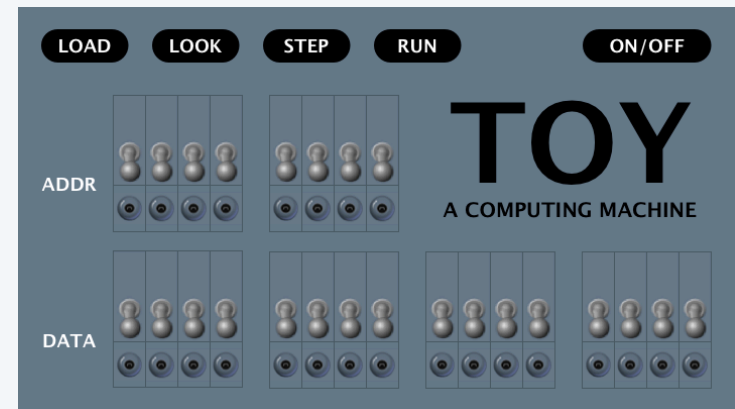 LOAD LOOK STEP RUN ON/OFF
TOY
ADDR
A COMPUTING MACHINE
DATA